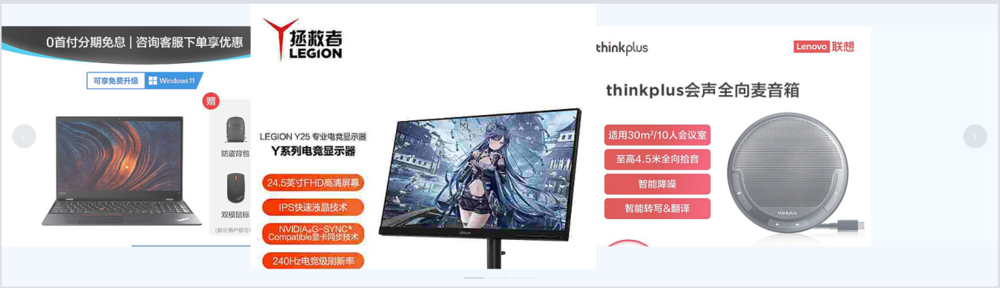 0首付分期免息 | 咨询客服下单享优惠
可享免费升级 Windows 11
赠
防盗背包
双模鼠标
拯救者
LEGION
LEGION Y25 专业电竞显示器
Y系列电竞显示器
24.5英寸FHD高清屏幕
IPS快速液晶技术
NVIDIA G-SYNC®
Compatible显卡同步技术
240Hz电竞级刷新率
LEGION
thinkplus
Lenovo 联想
thinkplus会声全向麦音箱
适用30m²/10人会议室
至高4.5米全向拾音
智能降噪
智能转写&翻译
thinkplus